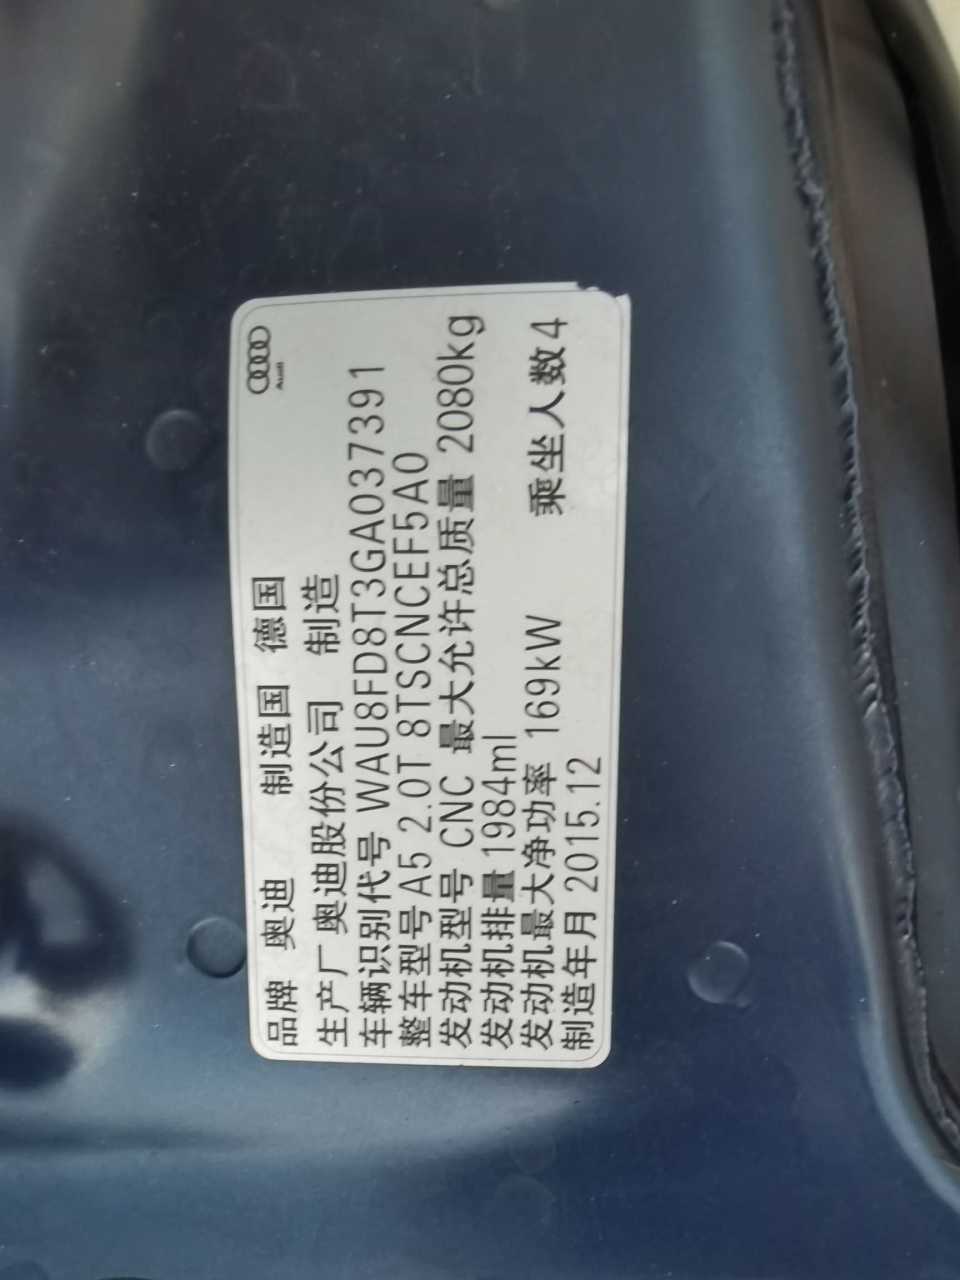 Audi
品牌 奥迪 制造国 德国
生产厂 奥迪股份公司 制造
车辆识别代号 WAU8FD8T3GA037391
整车型号 A5 2.0T 8TSCNCEF5A0
发动机型号 CNC 最大允许总质量 2080kg
发动机排量 1984ml
发动机最大净功率 169kW 乘坐人数 4
制造年月 2015.12